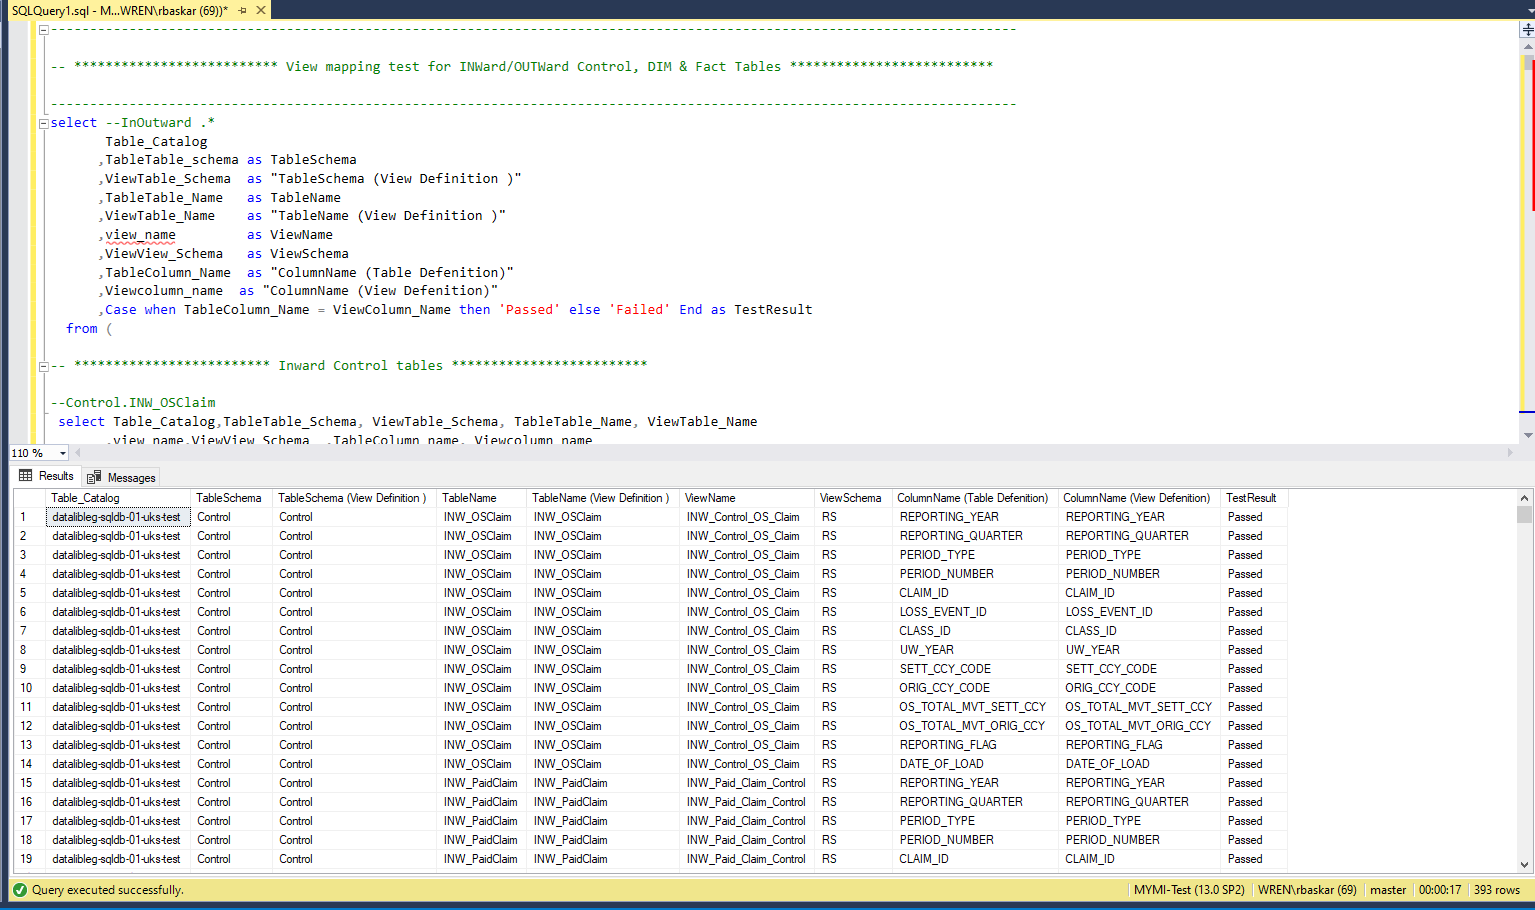 SQLQuery1.sql - M...WREN\rbaskar (69))*
------------------------------------------------------------------------------------------------------------------------
-- ************************** View mapping test for INWard/OUTWard Control, DIM & Fact Tables **************************
------------------------------------------------------------------------------------------------------------------------
select --InOutward .*
Table_Catalog
,TableTable_schema as TableSchema
,ViewTable_Schema as "TableSchema (View Definition )"
,TableTable_Name as TableName
,ViewTable_Name as "TableName (View Definition )"
,view_name as ViewName
,ViewView_Schema as ViewSchema
,TableColumn_Name as "ColumnName (Table Defenition)"
,Viewcolumn_name as "ColumnName (View Defenition)"
,Case when TableColumn_Name = ViewColumn_Name then 'Passed' else 'Failed' End as TestResult
from (
-- ************************* Inward Control tables *************************
--Control.INW_OSClaim
select Table_Catalog,TableTable_Schema, ViewTable_Schema, TableTable_Name, ViewTable_Name
,view_name,ViewView_Schema ,TableColumn_name, Viewcolumn_name
110 %
Results Messages
Table_Catalog TableSchema TableSchema (View Definition ) TableName TableName (View Definition ) ViewName ViewSchema ColumnName (Table Defenition) ColumnName (View Defenition) TestResult
1 datalibleg-sqldb-01-uks-test Control Control INW_OSClaim INW_OSClaim INW_Control_OS_Claim RS REPORTING_YEAR REPORTING_YEAR Passed
2 datalibleg-sqldb-01-uks-test Control Control INW_OSClaim INW_OSClaim INW_Control_OS_Claim RS REPORTING_QUARTER REPORTING_QUARTER Passed
3 datalibleg-sqldb-01-uks-test Control Control INW_OSClaim INW_OSClaim INW_Control_OS_Claim RS PERIOD_TYPE PERIOD_TYPE Passed
4 datalibleg-sqldb-01-uks-test Control Control INW_OSClaim INW_OSClaim INW_Control_OS_Claim RS PERIOD_NUMBER PERIOD_NUMBER Passed
5 datalibleg-sqldb-01-uks-test Control Control INW_OSClaim INW_OSClaim INW_Control_OS_Claim RS CLAIM_ID CLAIM_ID Passed
6 datalibleg-sqldb-01-uks-test Control Control INW_OSClaim INW_OSClaim INW_Control_OS_Claim RS LOSS_EVENT_ID LOSS_EVENT_ID Passed
7 datalibleg-sqldb-01-uks-test Control Control INW_OSClaim INW_OSClaim INW_Control_OS_Claim RS CLASS_ID CLASS_ID Passed
8 datalibleg-sqldb-01-uks-test Control Control INW_OSClaim INW_OSClaim INW_Control_OS_Claim RS UW_YEAR UW_YEAR Passed
9 datalibleg-sqldb-01-uks-test Control Control INW_OSClaim INW_OSClaim INW_Control_OS_Claim RS SETT_CCY_CODE SETT_CCY_CODE Passed
10 datalibleg-sqldb-01-uks-test Control Control INW_OSClaim INW_OSClaim INW_Control_OS_Claim RS ORIG_CCY_CODE ORIG_CCY_CODE Passed
11 datalibleg-sqldb-01-uks-test Control Control INW_OSClaim INW_OSClaim INW_Control_OS_Claim RS OS_TOTAL_MVT_SETT_CCY OS_TOTAL_MVT_SETT_CCY Passed
12 datalibleg-sqldb-01-uks-test Control Control INW_OSClaim INW_OSClaim INW_Control_OS_Claim RS OS_TOTAL_MVT_ORIG_CCY OS_TOTAL_MVT_ORIG_CCY Passed
13 datalibleg-sqldb-01-uks-test Control Control INW_OSClaim INW_OSClaim INW_Control_OS_Claim RS REPORTING_FLAG REPORTING_FLAG Passed
14 datalibleg-sqldb-01-uks-test Control Control INW_OSClaim INW_OSClaim INW_Control_OS_Claim RS DATE_OF_LOAD DATE_OF_LOAD Passed
15 datalibleg-sqldb-01-uks-test Control Control INW_PaidClaim INW_PaidClaim INW_Paid_Claim_Control RS REPORTING_YEAR REPORTING_YEAR Passed
16 datalibleg-sqldb-01-uks-test Control Control INW_PaidClaim INW_PaidClaim INW_Paid_Claim_Control RS REPORTING_QUARTER REPORTING_QUARTER Passed
17 datalibleg-sqldb-01-uks-test Control Control INW_PaidClaim INW_PaidClaim INW_Paid_Claim_Control RS PERIOD_TYPE PERIOD_TYPE Passed
18 datalibleg-sqldb-01-uks-test Control Control INW_PaidClaim INW_PaidClaim INW_Paid_Claim_Control RS PERIOD_NUMBER PERIOD_NUMBER Passed
19 datalibleg-sqldb-01-uks-test Control Control INW_PaidClaim INW_PaidClaim INW_Paid_Claim_Control RS CLAIM_ID CLAIM_ID Passed
Query executed successfully. MYMI-Test (13.0 SP2) WREN\rbaskar (69) master 00:00:17 393 rows